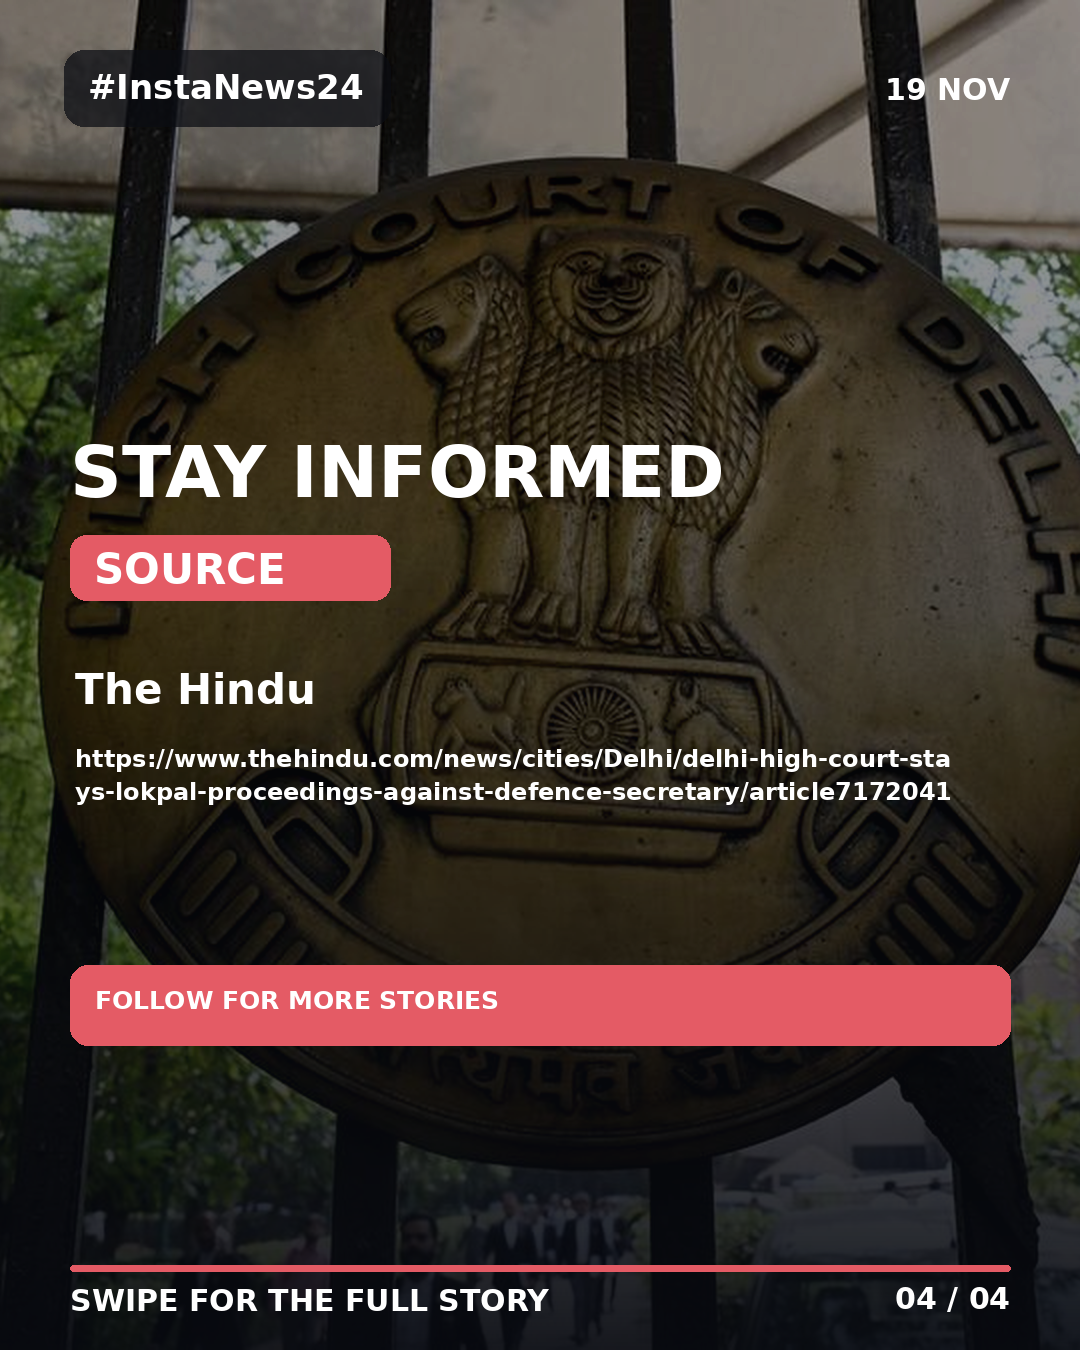 #InstaNews24
19 NOV
HIGH COURT OF DELHI
STAY INFORMED
SOURCE
The Hindu
https://www.thehindu.com/news/cities/Delhi/delhi-high-court-sta
ys-lokpal-proceedings-against-defence-secretary/article7172041
FOLLOW FOR MORE STORIES
SWIPE FOR THE FULL STORY
04 / 04